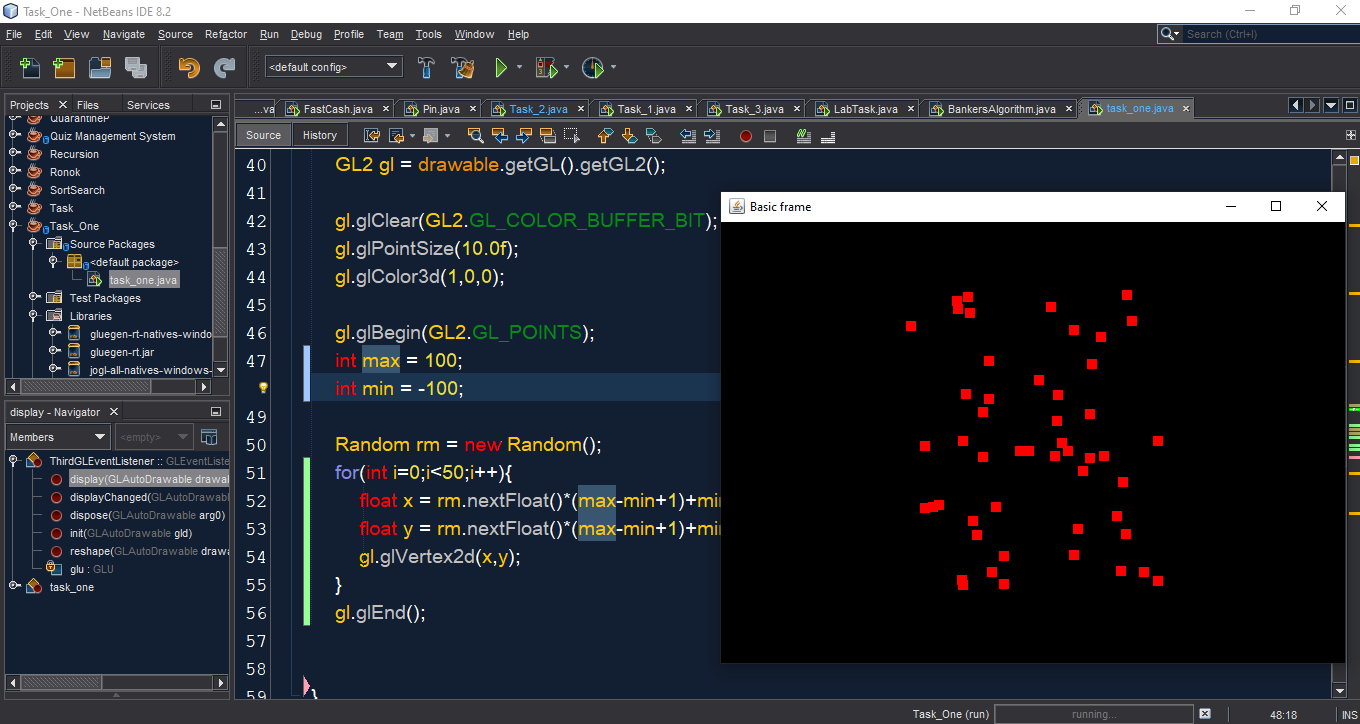 Task_One - NetBeans IDE 8.2
File Edit View Navigate Source Refactor Run Debug Profile Team Tools Window Help
Search (Ctrl+I)
<default config>
Projects Files Services
QuarantineP
Quiz Management System
Recursion
Ronok
SortSearch
Task
Task_One
Source Packages
<default package>
task_one.java
Test Packages
Libraries
gluegen-rt-natives-windo
gluegen-rt.jar
jogl-all-natives-windows-
display - Navigator
Members <empty>
ThirdGLEventListener :: GLEventListe
display(GLAutoDrawable drawal
displayChanged(GLAutoDrawabl
dispose(GLAutoDrawable arg0)
init(GLAutoDrawable gld)
reshape(GLAutoDrawable drawa
glu : GLU
task_one
...va FastCash.java Pin.java Task_2.java Task_1.java Task_3.java LabTask.java BankersAlgorithm.java task_one.java
Source History
40 GL2 gl = drawable.getGL().getGL2();
41
42 gl.glClear(GL2.GL_COLOR_BUFFER_BIT);
43 gl.glPointSize(10.0f);
44 gl.glColor3d(1,0,0);
45
46 gl.glBegin(GL2.GL_POINTS);
47 int max = 100;
int min = -100;
49
50 Random rm = new Random();
51 for(int i=0;i<50;i++){
52 float x = rm.nextFloat()*(max-min+1)+min
53 float y = rm.nextFloat()*(max-min+1)+min
54 gl.glVertex2d(x,y);
55 }
56 gl.glEnd();
57
58
59 }
Basic frame
Task_One (run) running... 48:18 INS